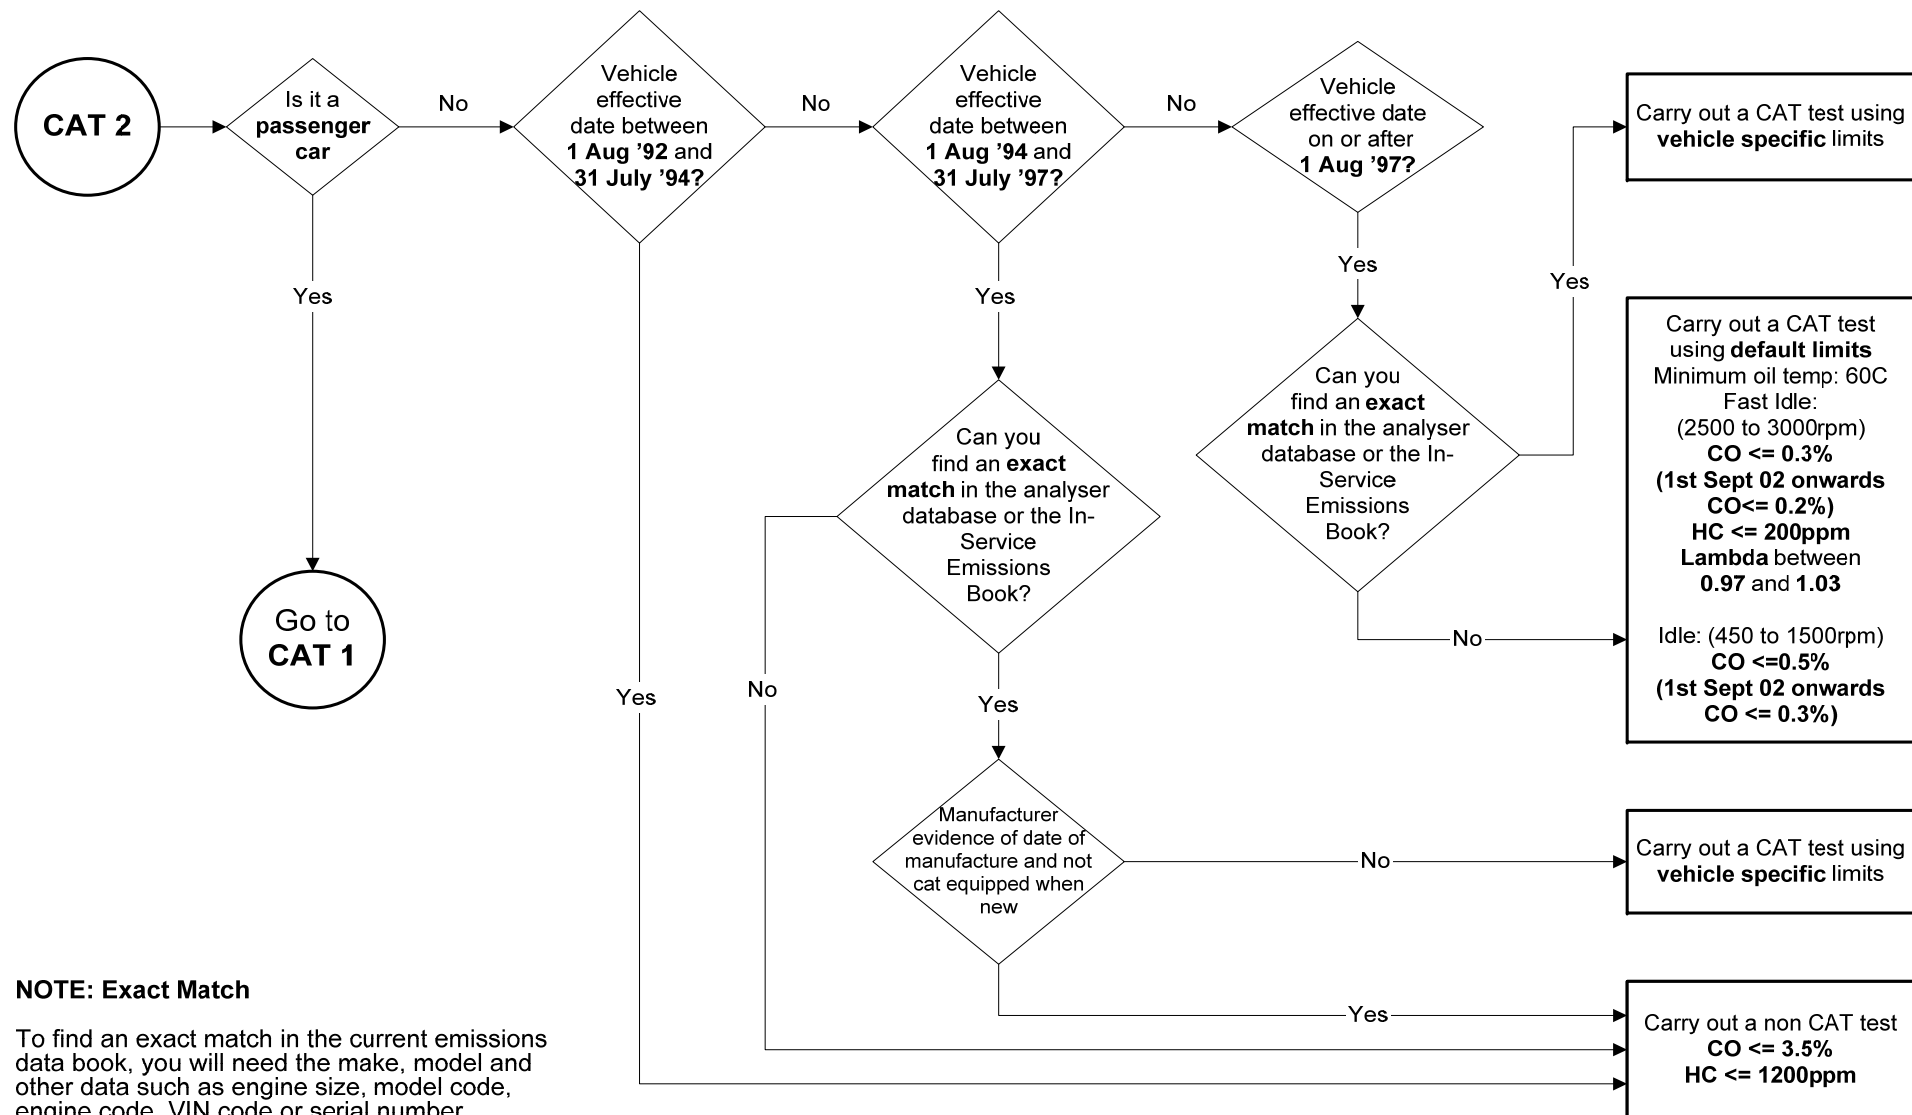 CAT 2
Is it a
passenger
car
No
Vehicle
effective
date between
1 Aug ’92 and
31 July ’94?
No
Vehicle
effective
date between
1 Aug ’94 and
31 July ’97?
No
Vehicle
effective date
on or after
1 Aug ’97?
Carry out a CAT test using
vehicle specific limits
Yes
Yes
Yes
Yes
Go to
CAT 1
Can you
find an exact
match in the analyser
database or the In-
Service
Emissions
Book?
Can you
find an exact
match in the analyser
database or the In-
Service
Emissions
Book?
Carry out a CAT test
using default limits
Minimum oil temp: 60C
Fast Idle:
(2500 to 3000rpm)
CO <= 0.3%
(1st Sept 02 onwards
CO<= 0.2%)
HC <= 200ppm
Lambda between
0.97 and 1.03
Idle: (450 to 1500rpm)
CO <=0.5%
(1st Sept 02 onwards
CO <= 0.3%)
No
Yes
No
Yes
Manufacturer
evidence of date of
manufacture and not
cat equipped when
new
No
Carry out a CAT test using
vehicle specific limits
Yes
Carry out a non CAT test
CO <= 3.5%
HC <= 1200ppm
NOTE: Exact Match
To find an exact match in the current emissions
data book, you will need the make, model and
other data such as engine size, model code,
engine code, VIN code or serial number